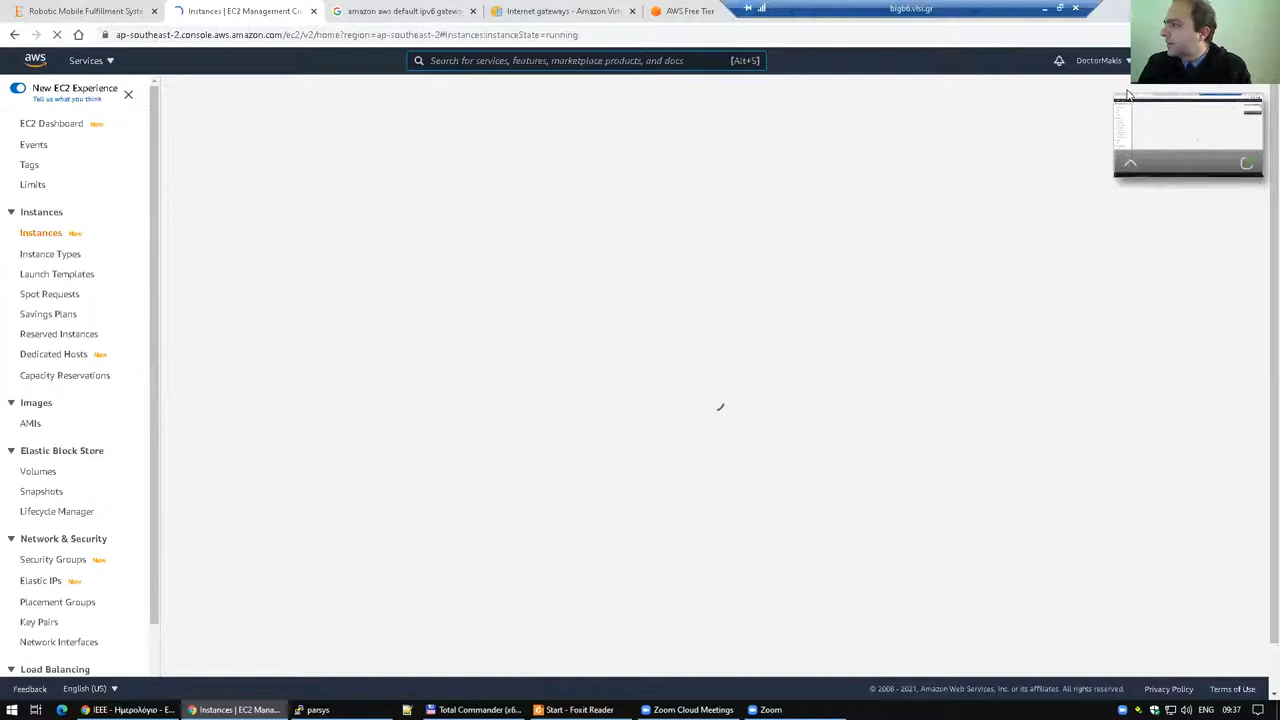 Robotic Mobile Fulfillment Syste
Instances | EC2 Management Co
amazon aws default ipv6 gateway
Internet gateways - Amazon Virtu
AWS Free Tier
bigb6.vlsi.gr
ap-southeast-2.console.aws.amazon.com/ec2/v2/home?region=ap-southeast-2#Instances:instanceState=running
aws
Services
Search for services, features, marketplace products, and docs
[Alt+S]
DoctorMakis
New EC2 Experience
Tell us what you think
EC2 Dashboard New
Events
Tags
Limits
Instances
Instances New
Instance Types
Launch Templates
Spot Requests
Savings Plans
Reserved Instances
Dedicated Hosts New
Capacity Reservations
Images
AMIs
Elastic Block Store
Volumes
Snapshots
Lifecycle Manager
Network & Security
Security Groups New
Elastic IPs New
Placement Groups
Key Pairs
Network Interfaces
Load Balancing
Feedback
English (US)
© 2008 - 2021, Amazon Web Services, Inc. or its affiliates. All rights reserved.
Privacy Policy
Terms of Use
IEEE - Ημερολόγιο - E...
Instances | EC2 Mana...
parsys
Total Commander (x6...
Start - Foxit Reader
Zoom Cloud Meetings
Zoom
ENG
09:37